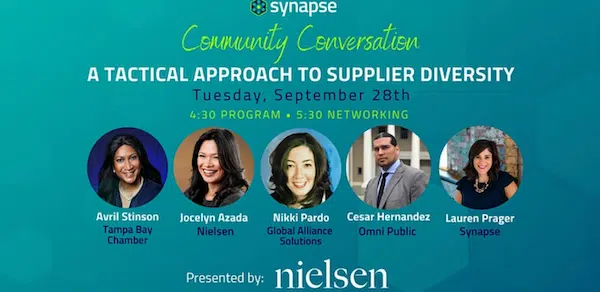 synapse
Community Conversation
A TACTICAL APPROACH TO SUPPLIER DIVERSITY
Tuesday, September 28th
4:30 PROGRAM • 5:30 NETWORKING
Avril Stinson
Tampa Bay
Chamber
Jocelyn Azada
Nielsen
Nikki Pardo
Global Alliance
Solutions
Cesar Hernandez
Omni Public
Lauren Prager
Synapse
Presented by: nielsen